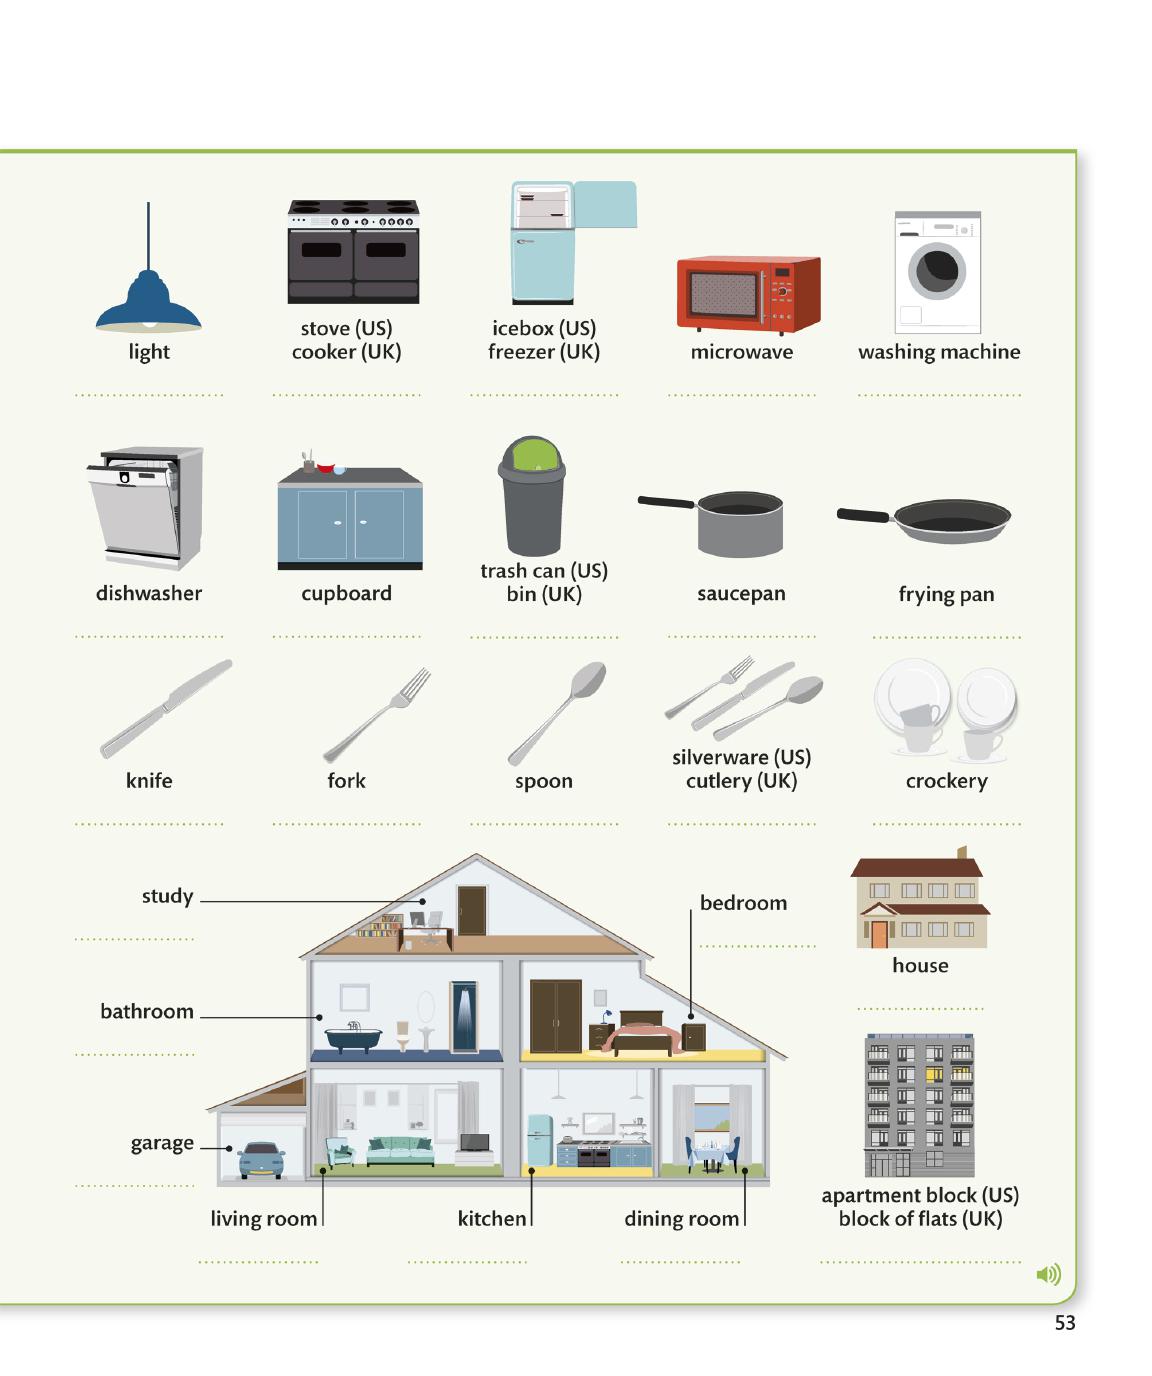 light
stove (US)
cooker (UK)
icebox (US)
freezer (UK)
microwave
washing machine
dishwasher
cupboard
trash can (US)
bin (UK)
saucepan
frying pan
knife
fork
spoon
silverware (US)
cutlery (UK)
crockery
study
bedroom
house
bathroom
garage
living room
kitchen
dining room
apartment block (US)
block of flats (UK)
53